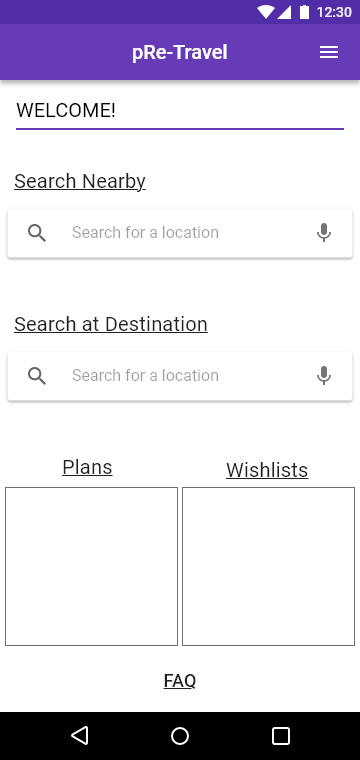 12:30
pRe-Travel
WELCOME!
Search Nearby
Search for a location
Search at Destination
Search for a location
Plans
Wishlists
FAQ